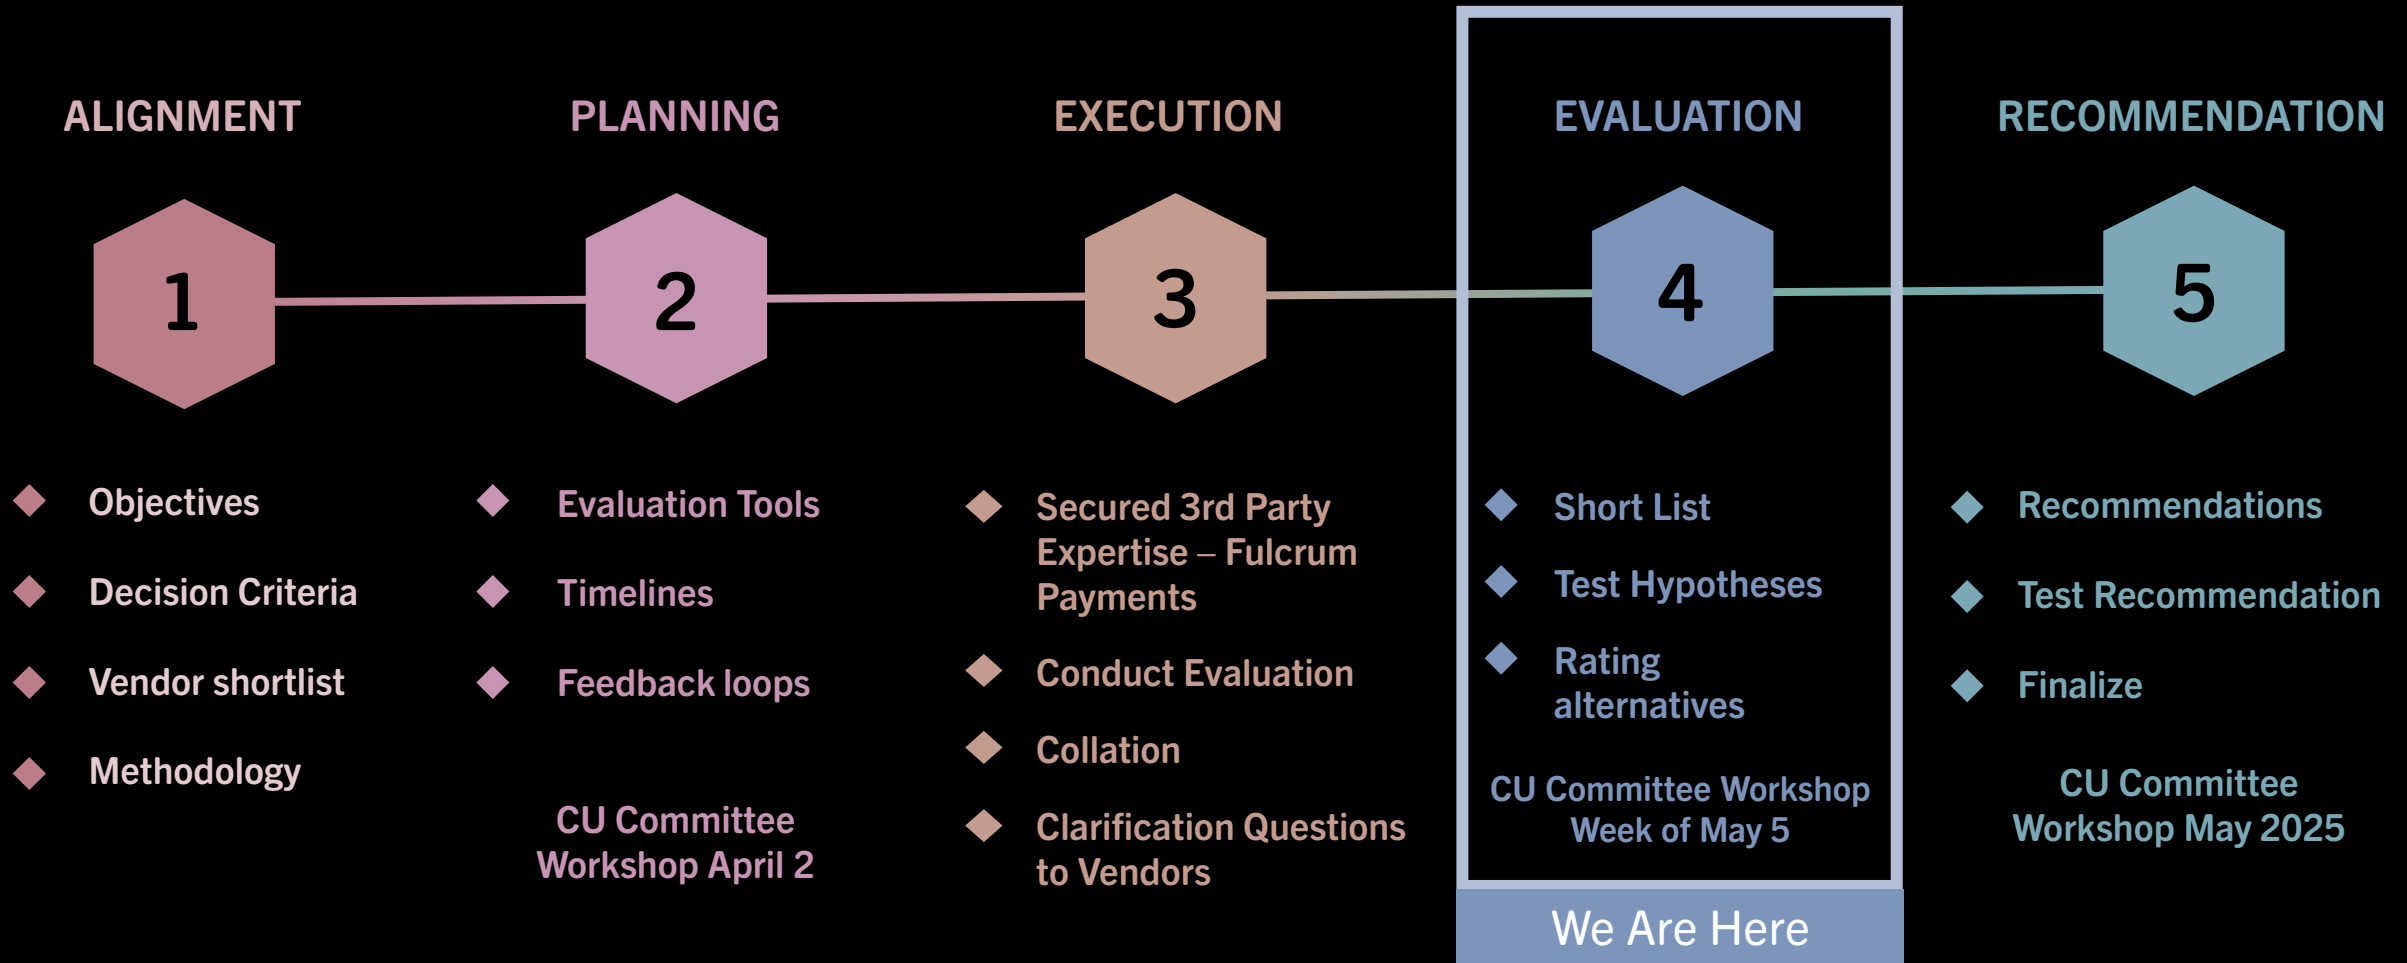 ALIGNMENT
1
Objectives
Decision Criteria
Vendor shortlist
Methodology
PLANNING
2
Evaluation Tools
Timelines
Feedback loops
CU Committee
Workshop April 2
EXECUTION
3
Secured 3rd Party
Expertise – Fulcrum
Payments
Conduct Evaluation
Collation
Clarification Questions
to Vendors
EVALUATION
4
Short List
Test Hypotheses
Rating
alternatives
CU Committee Workshop
Week of May 5
We Are Here
RECOMMENDATION
5
Recommendations
Test Recommendation
Finalize
CU Committee
Workshop May 2025